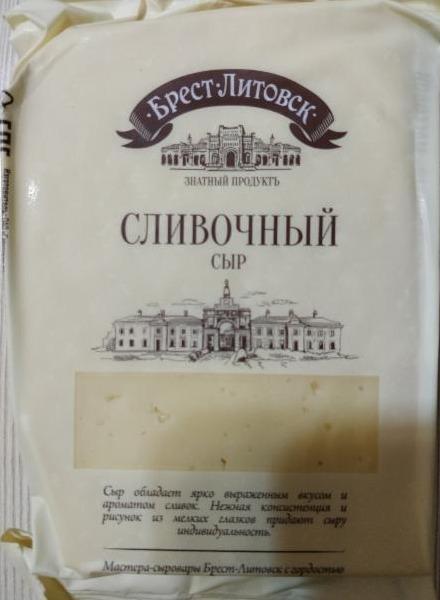 БРЕСТ·ЛИТОВСК
ЗНАТНЫЙ ПРОДУКТЪ
СЛИВОЧНЫЙ
СЫР
Сыр обладает ярко выраженным вкусом и
ароматом сливок. Нежная консистенция и
рисунок из мелких глазков придают сыру
индивидуальность.
Мастера-сыровары Брест-Литовск с гордостью